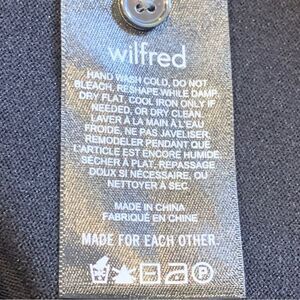 wilfred
HAND WASH COLD, DO NOT
BLEACH. RESHAPE WHILE DAMP.
DRY FLAT, COOL IRON ONLY IF
NEEDED, OR DRY CLEAN.
LAVER À LA MAIN À L'EAU
FROIDE, NE PAS JAVELISER.
REMODELER PENDANT QUE
L'ARTICLE EST ENCORE HUMIDE.
SÉCHER À PLAT. REPASSAGE
DOUX SI NÉCESSAIRE, OU
NETTOYER À SEC.
MADE IN CHINA
FABRIQUÉ EN CHINE
MADE FOR EACH OTHER.
P